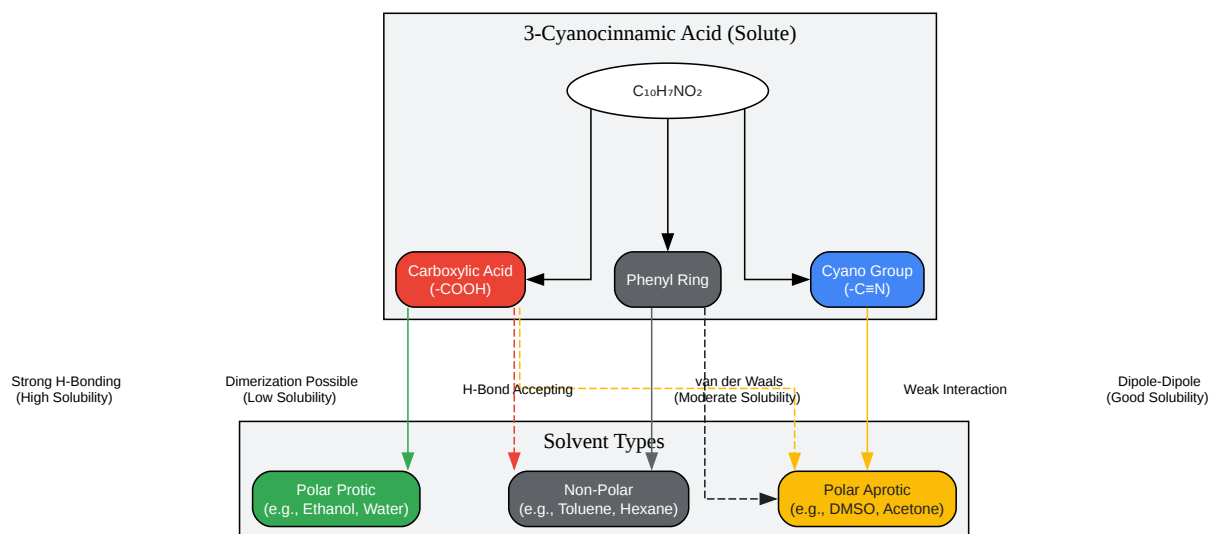 3-Cyanocinnamic Acid (Solute)
C₁₀H₇NO₂
Carboxylic Acid
(-COOH)
Phenyl Ring
Cyano Group
(-C≡N)
Strong H-Bonding
(High Solubility)
Dimerization Possible
(Low Solubility)
H-Bond Accepting
van der Waals
(Moderate Solubility)
Weak Interaction
Dipole-Dipole
(Good Solubility)
Solvent Types
Polar Protic
(e.g., Ethanol, Water)
Non-Polar
(e.g., Toluene, Hexane)
Polar Aprotic
(e.g., DMSO, Acetone)